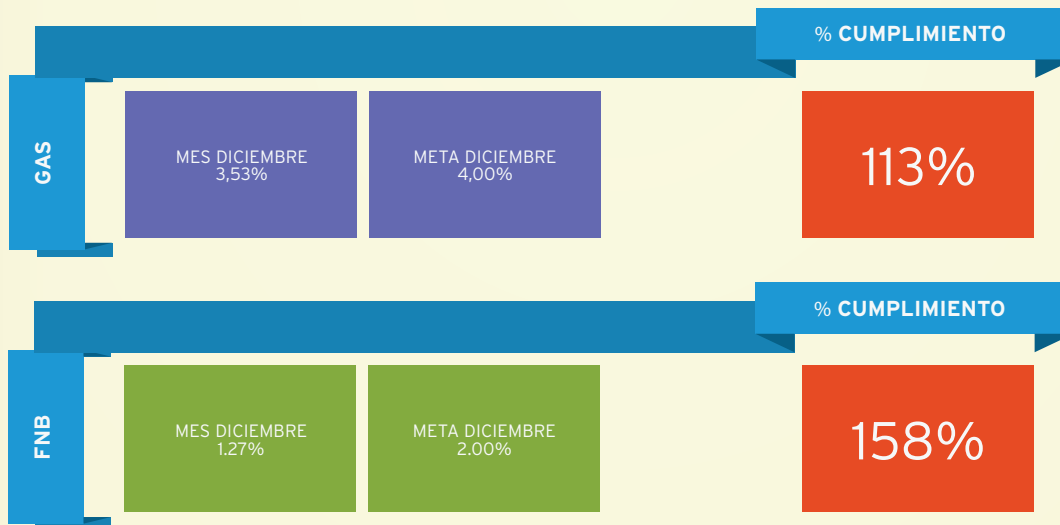 % CUMPLIMIENTO
GAS
MES DICIEMBRE
3,53%
META DICIEMBRE
4,00%
113%
% CUMPLIMIENTO
FNB
MES DICIEMBRE
1.27%
META DICIEMBRE
2.00%
158%